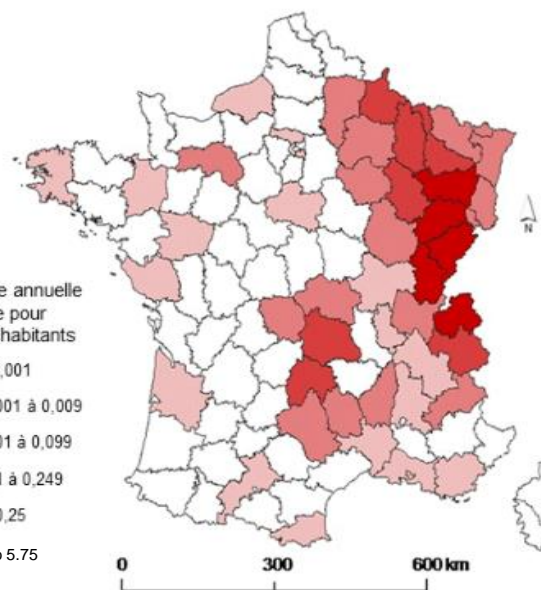 e annuelle
e pour
habitants
,001
001 à 0,009
01 à 0,099
1 à 0,249
0,25
5.75
N
0 300 600 km